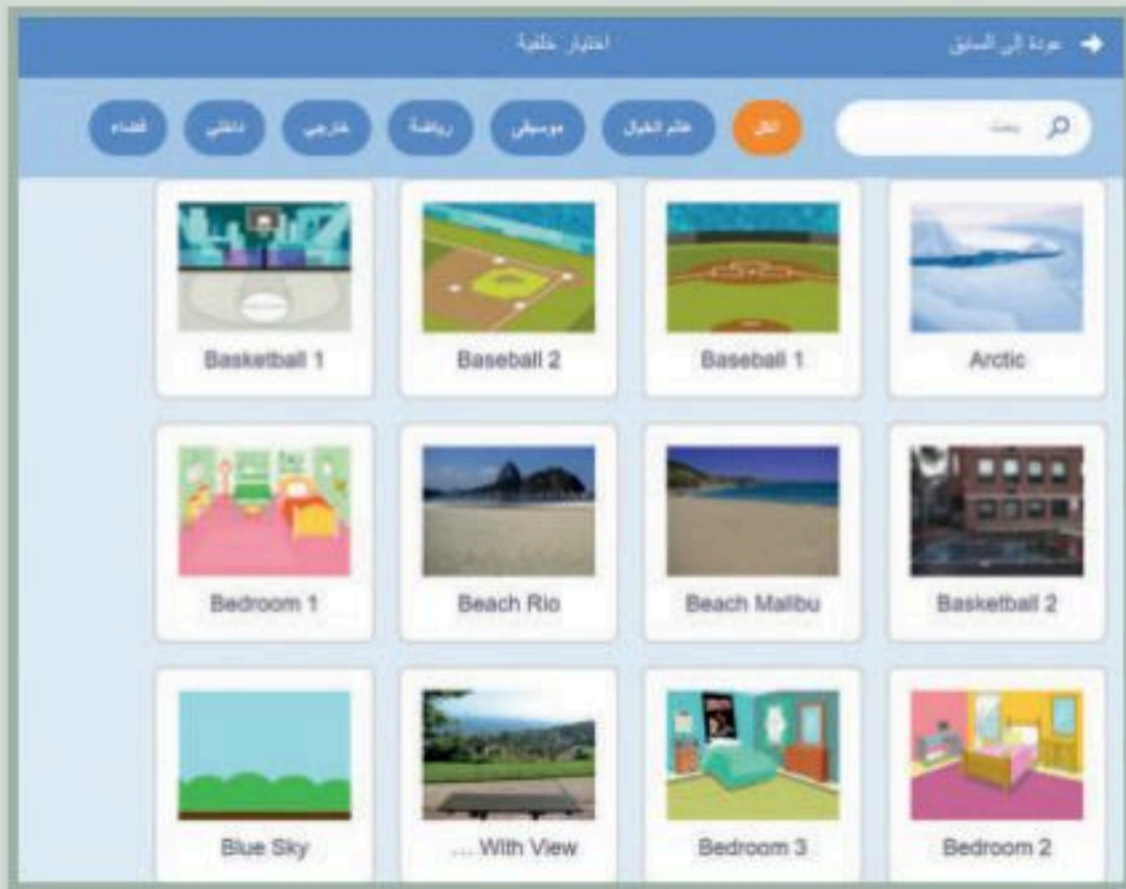 عودة إلى السابق اختيار خلفية
بحث الكل عالم الخيال موسيقى رياضة خارجي داخلي فضاء
Arctic Baseball 1 Baseball 2 Basketball 1
Basketball 2 Beach Malibu Beach Rio Bedroom 1
Bedroom 2 Bedroom 3 With View ... Blue Sky